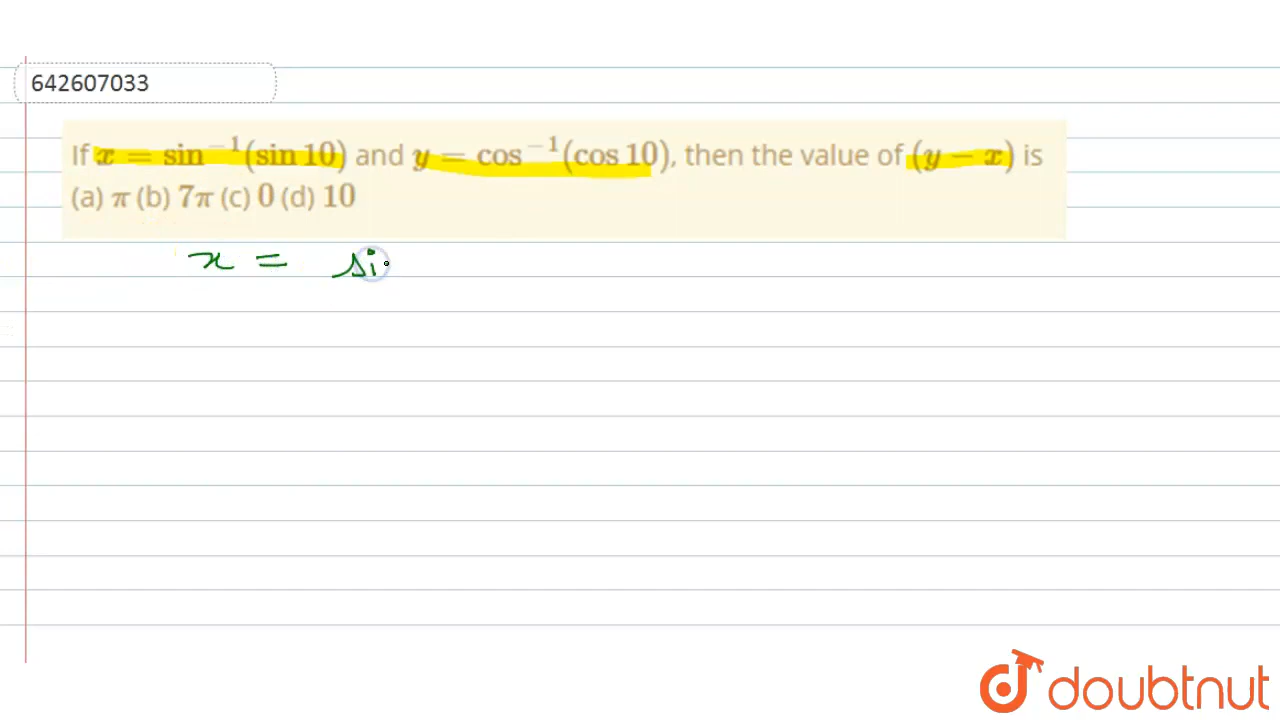 642607033
If x = sin⁻¹(sin 10) and y = cos⁻¹(cos 10), then the value of (y − x) is
(a) π (b) 7π (c) 0 (d) 10
x = si
doubtnut